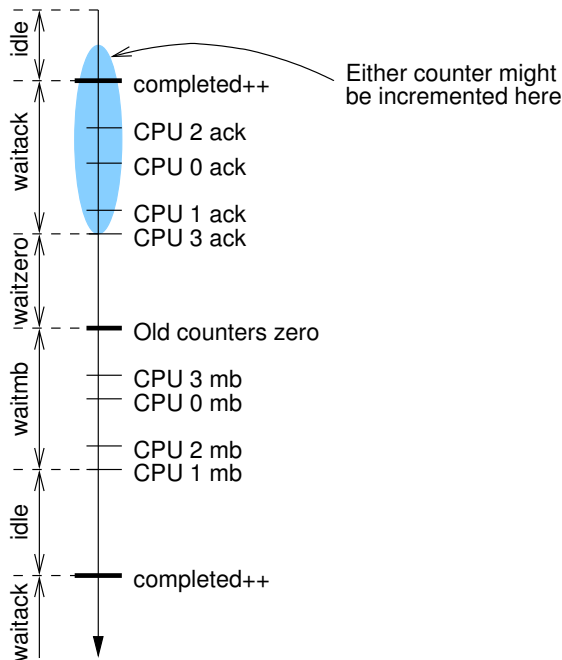 idle
completed++
Either counter might
be incremented here
waitack
CPU 2 ack
CPU 0 ack
CPU 1 ack
CPU 3 ack
waitzero
Old counters zero
waitmb
CPU 3 mb
CPU 0 mb
CPU 2 mb
CPU 1 mb
idle
completed++
waitack